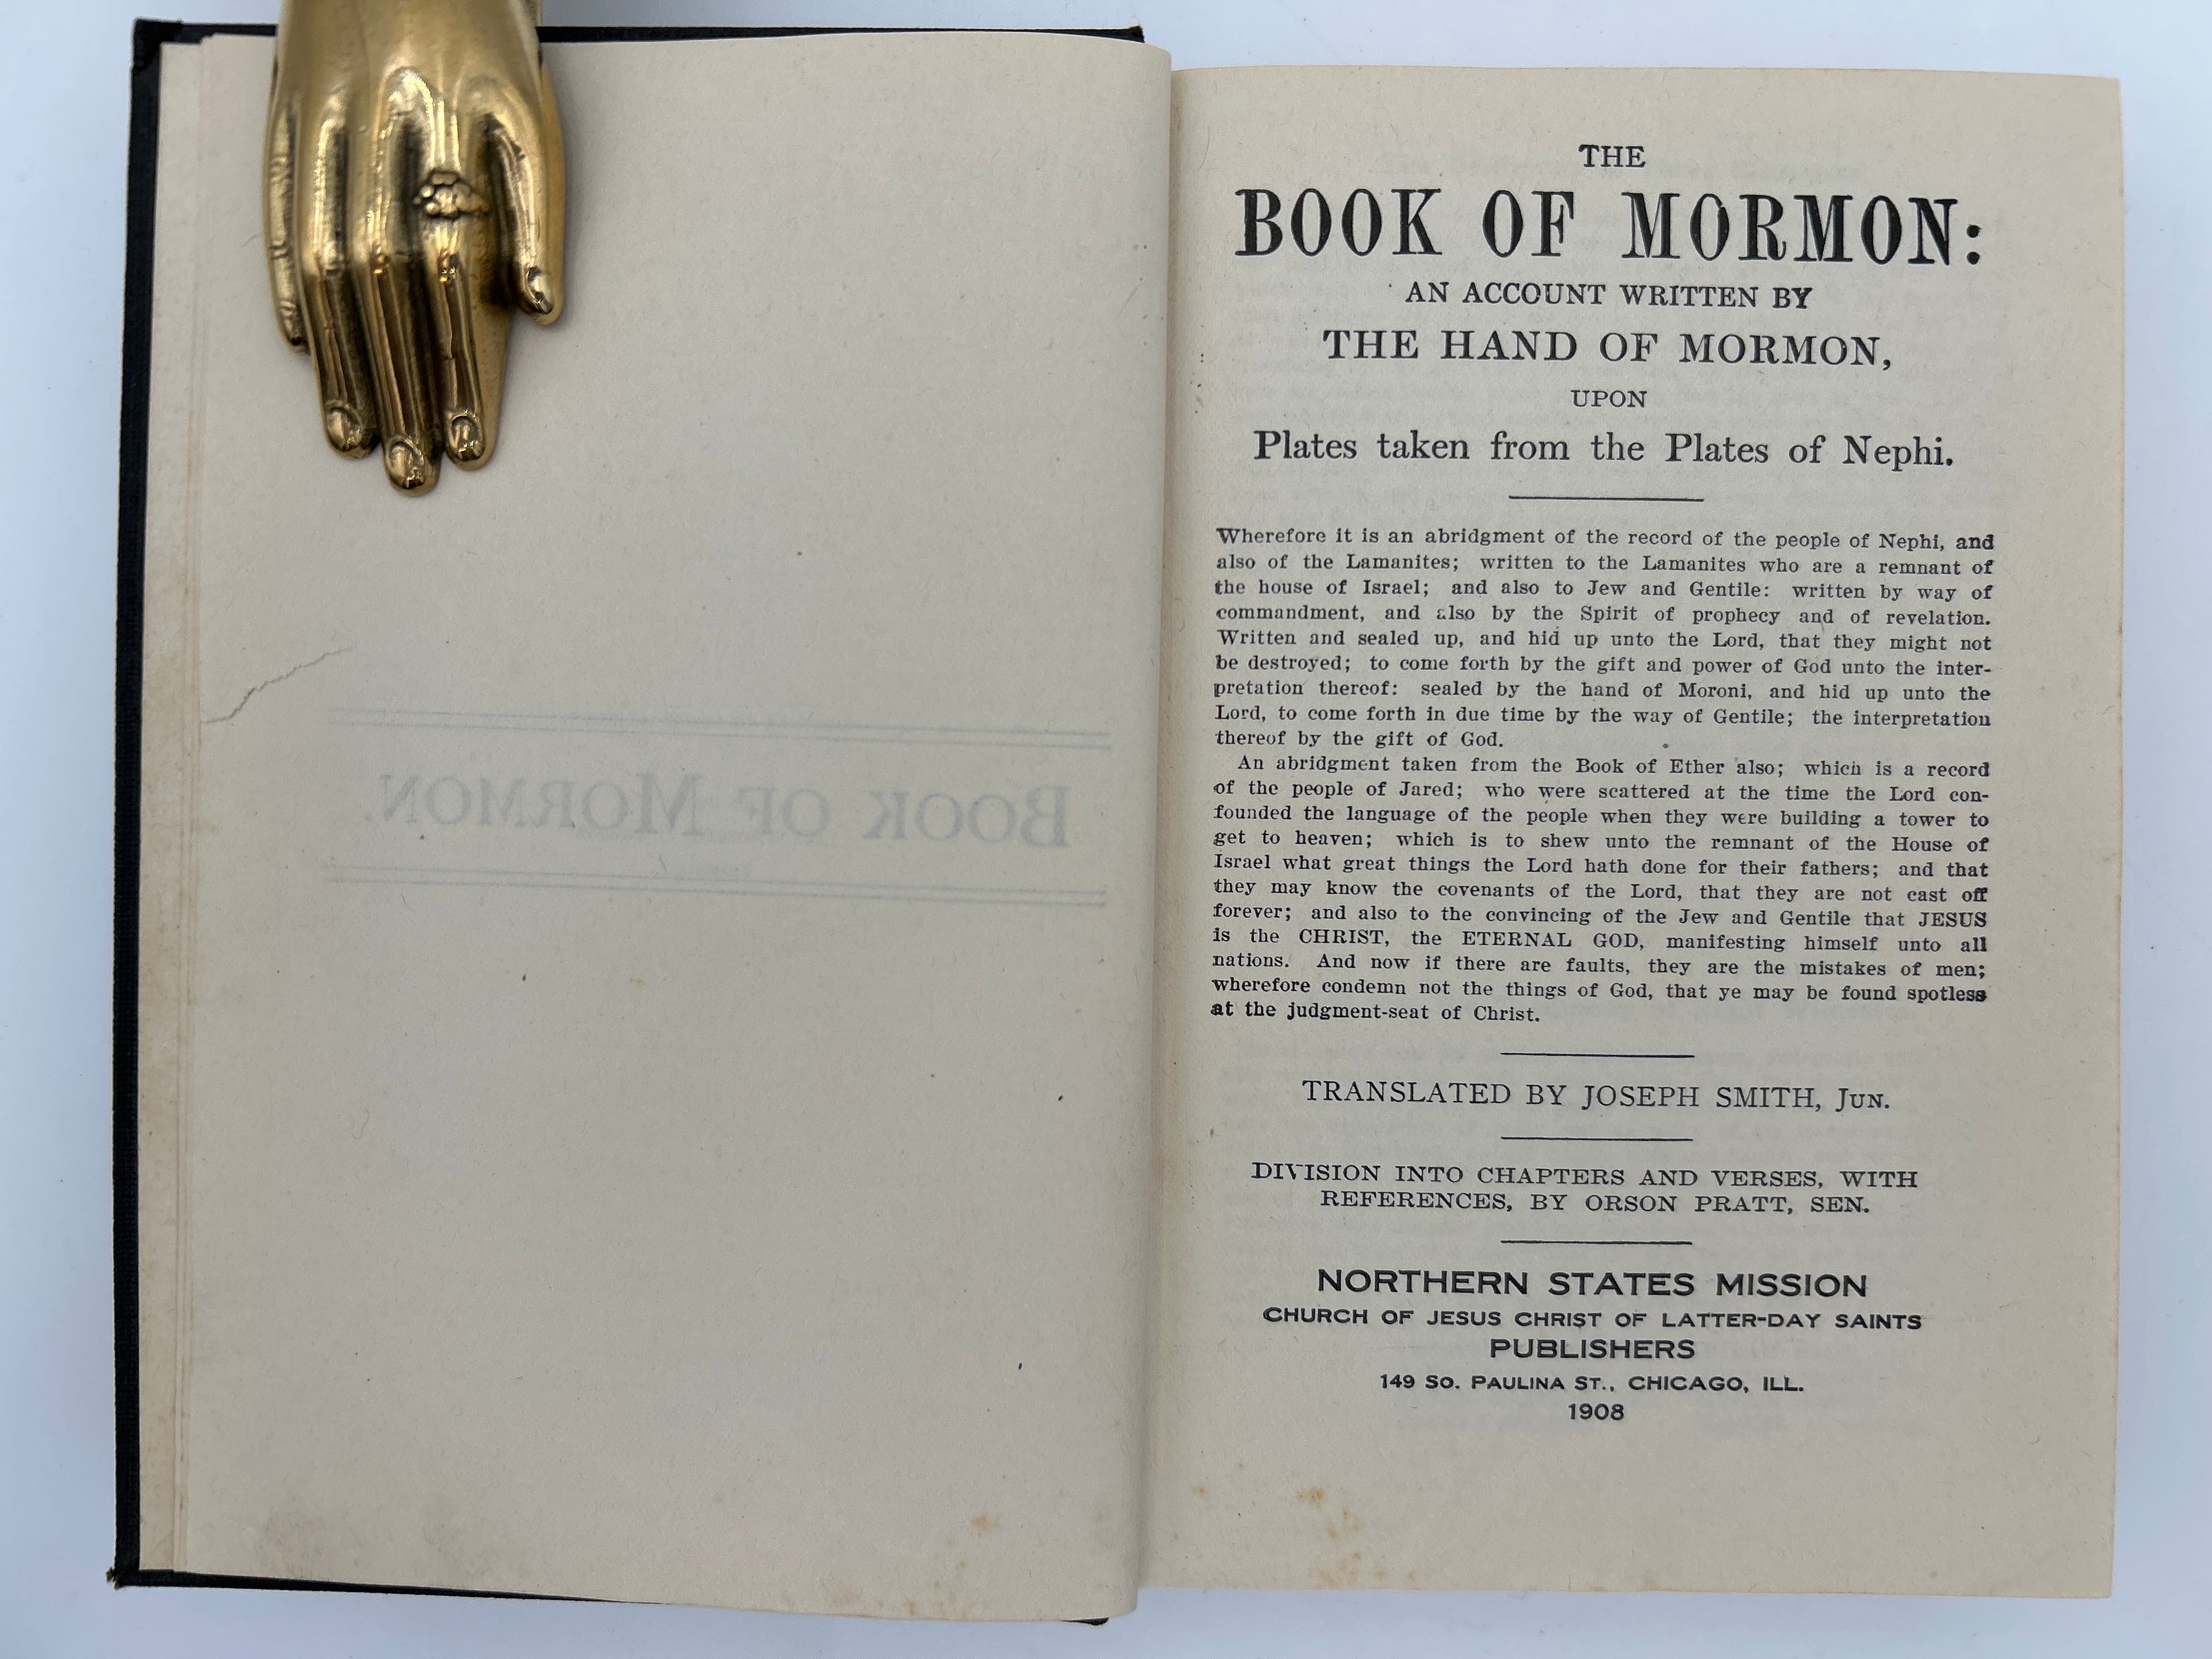 BOOK OF MORMON.
THE
BOOK OF MORMON:
AN ACCOUNT WRITTEN BY
THE HAND OF MORMON,
UPON
Plates taken from the Plates of Nephi.
Wherefore it is an abridgment of the record of the people of Nephi, and
also of the Lamanites; written to the Lamanites who are a remnant of
the house of Israel; and also to Jew and Gentile: written by way of
commandment, and also by the Spirit of prophecy and of revelation.
Written and sealed up, and hid up unto the Lord, that they might not
be destroyed; to come forth by the gift and power of God unto the inter-
pretation thereof: sealed by the hand of Moroni, and hid up unto the
Lord, to come forth in due time by the way of Gentile; the interpretation
thereof by the gift of God.
An abridgment taken from the Book of Ether also; which is a record
of the people of Jared; who were scattered at the time the Lord con-
founded the language of the people when they were building a tower to
get to heaven; which is to shew unto the remnant of the House of
Israel what great things the Lord hath done for their fathers; and that
they may know the covenants of the Lord, that they are not cast off
forever; and also to the convincing of the Jew and Gentile that JESUS
is the CHRIST, the ETERNAL GOD, manifesting himself unto all
nations. And now if there are faults, they are the mistakes of men;
wherefore condemn not the things of God, that ye may be found spotless
at the judgment-seat of Christ.
TRANSLATED BY JOSEPH SMITH, JUN.
DIVISION INTO CHAPTERS AND VERSES, WITH
REFERENCES, BY ORSON PRATT, SEN.
NORTHERN STATES MISSION
CHURCH OF JESUS CHRIST OF LATTER-DAY SAINTS
PUBLISHERS
149 SO. PAULINA ST., CHICAGO, ILL.
1908